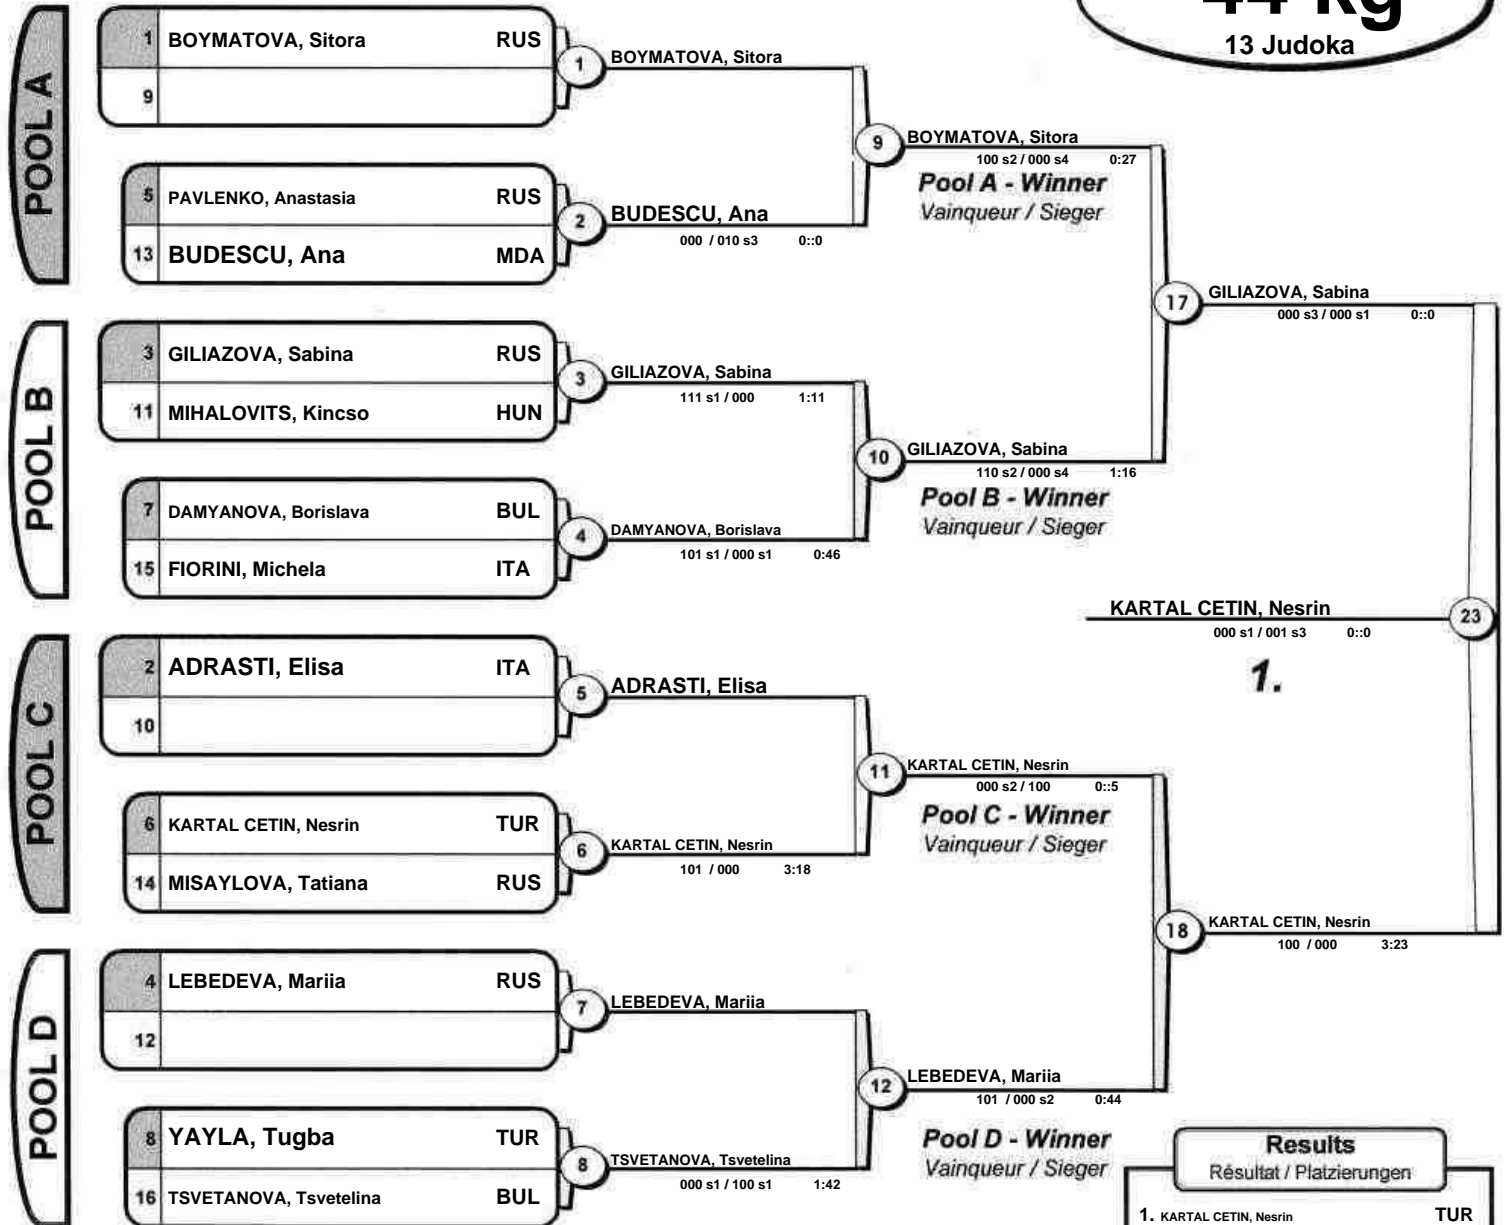 44 kg
13 Judoka
POOL A
1 BOYMATOVA, Sitora RUS
9
5 PAVLENKO, Anastasia RUS
13 BUDESCU, Ana MDA
1 BOYMATOVA, Sitora
2 BUDESCU, Ana
000 / 010 s3 0::0
9 BOYMATOVA, Sitora
100 s2 / 000 s4 0:27
Pool A - Winner
Vainqueur / Sieger
POOL B
3 GILIAZOVA, Sabina RUS
11 MIHALOVITS, Kincso HUN
7 DAMYANOVA, Borislava BUL
15 FIORINI, Michela ITA
3 GILIAZOVA, Sabina
111 s1 / 000 1:11
4 DAMYANOVA, Borislava
101 s1 / 000 s1 0:46
10 GILIAZOVA, Sabina
110 s2 / 000 s4 1:16
Pool B - Winner
Vainqueur / Sieger
17 GILIAZOVA, Sabina
000 s3 / 000 s1 0::0
POOL C
2 ADRASTI, Elisa ITA
10
6 KARTAL CETIN, Nesrin TUR
14 MISAYLOVA, Tatiana RUS
5 ADRASTI, Elisa
6 KARTAL CETIN, Nesrin
101 / 000 3:18
11 KARTAL CETIN, Nesrin
000 s2 / 100 0::5
Pool C - Winner
Vainqueur / Sieger
POOL D
4 LEBEDEVA, Mariia RUS
12
8 YAYLA, Tugba TUR
16 TSVETANOVA, Tsvetelina BUL
7 LEBEDEVA, Mariia
8 TSVETANOVA, Tsvetelina
000 s1 / 100 s1 1:42
12 LEBEDEVA, Mariia
101 / 000 s2 0:44
Pool D - Winner
Vainqueur / Sieger
18 KARTAL CETIN, Nesrin
100 / 000 3:23
KARTAL CETIN, Nesrin 23
000 s1 / 001 s3 0::0
1.
Results
Résultat / Platzierungen
1. KARTAL CETIN, Nesrin TUR